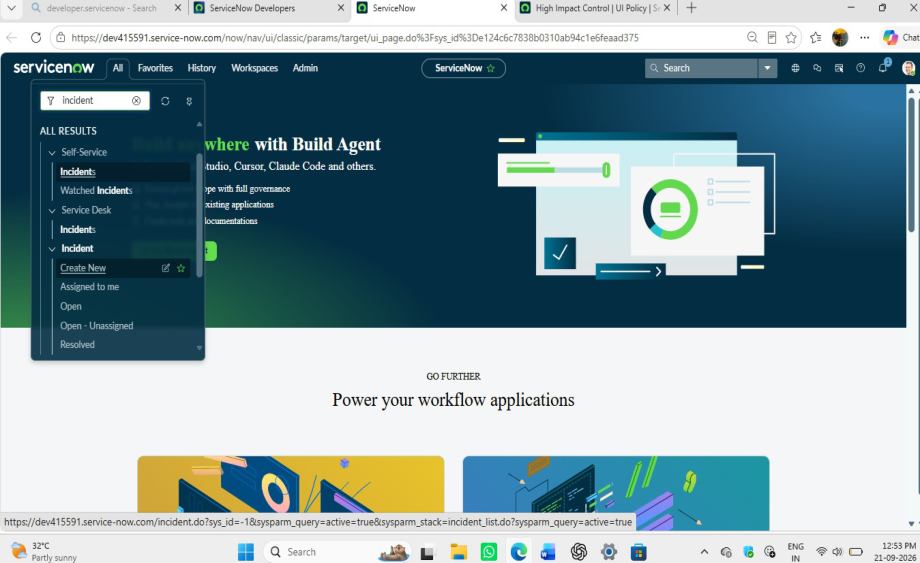 developer.servicenow - Search
ServiceNow Developers
ServiceNow
High Impact Control | UI Policy | S
https://dev415591.service-now.com/now/nav/ui/classic/params/target/ui_page.do%3Fsys_id%3De124c6c7838b0310ab94c1e6feaad375
Chat
servicenow
All
Favorites
History
Workspaces
Admin
ServiceNow
Search
1
incident
ALL RESULTS
Self-Service
Incidents
Watched Incidents
Service Desk
Incidents
Incident
Create New
Assigned to me
Open
Open - Unassigned
Resolved
where with Build Agent
tudio, Cursor, Claude Code and others.
ope with full governance
existing applications
documentations
GO FURTHER
Power your workflow applications
https://dev415591.service-now.com/incident.do?sys_id=-1&sysparm_query=active=true&sysparm_stack=incident_list.do?sysparm_query=active=true
32°C
Partly sunny
Search
ENG
IN
12:53 PM
21-09-2026